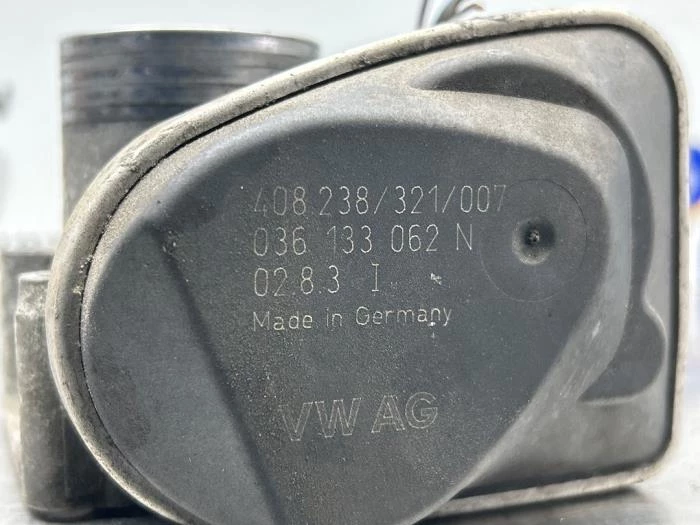 408.238/321/007
036 133 062 N
02.8.3 I
Made in Germany
VW AG